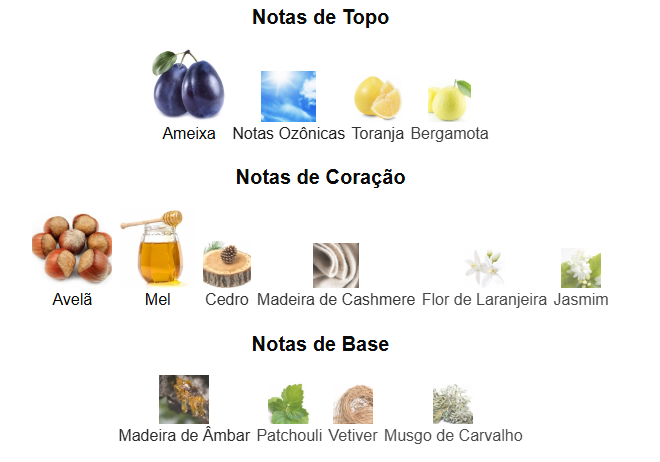 Notas de Topo
Ameixa Notas Ozônicas Toranja Bergamota
Notas de Coração
Avelã Mel Cedro Madeira de Cashmere Flor de Laranjeira Jasmim
Notas de Base
Madeira de Âmbar Patchouli Vetiver Musgo de Carvalho